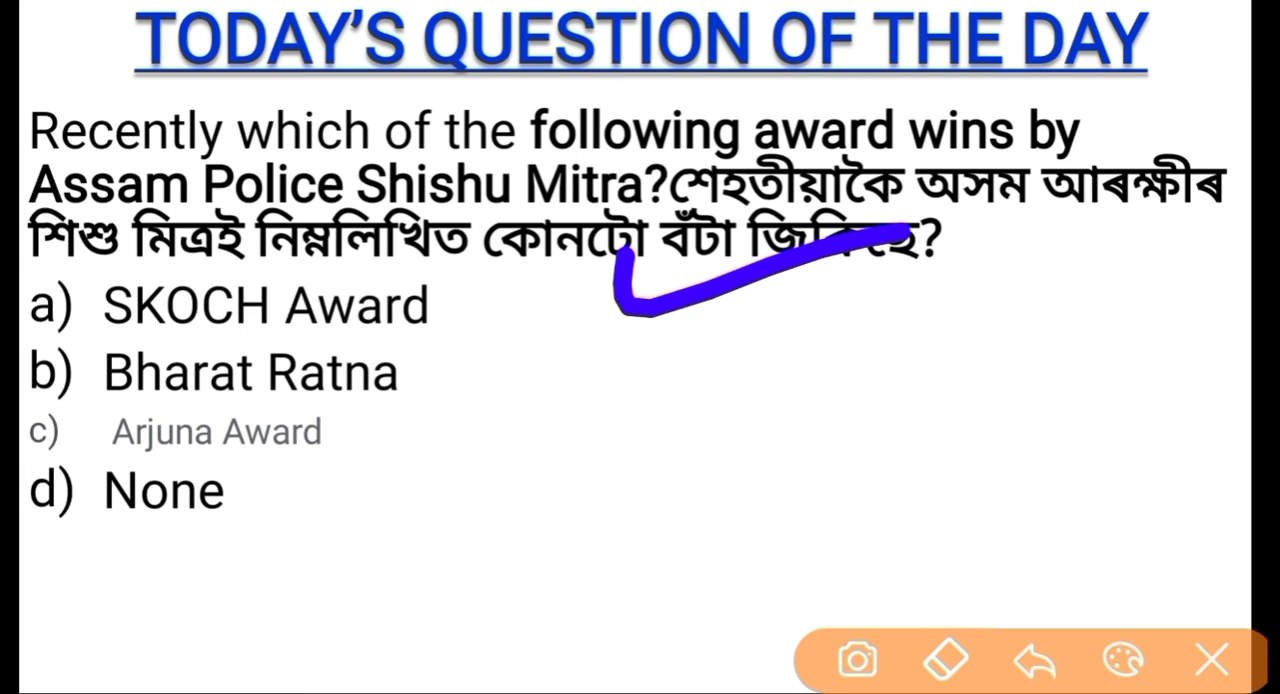 TODAY'S QUESTION OF THE DAY
Recently which of the following award wins by
Assam Police Shishu Mitra?শেহতীয়াকৈ অসম আৰক্ষীৰ
শিশু মিত্ৰই নিম্নলিখিত কোনটো বঁটা জিকিছে?
a) SKOCH Award
b) Bharat Ratna
c) Arjuna Award
d) None